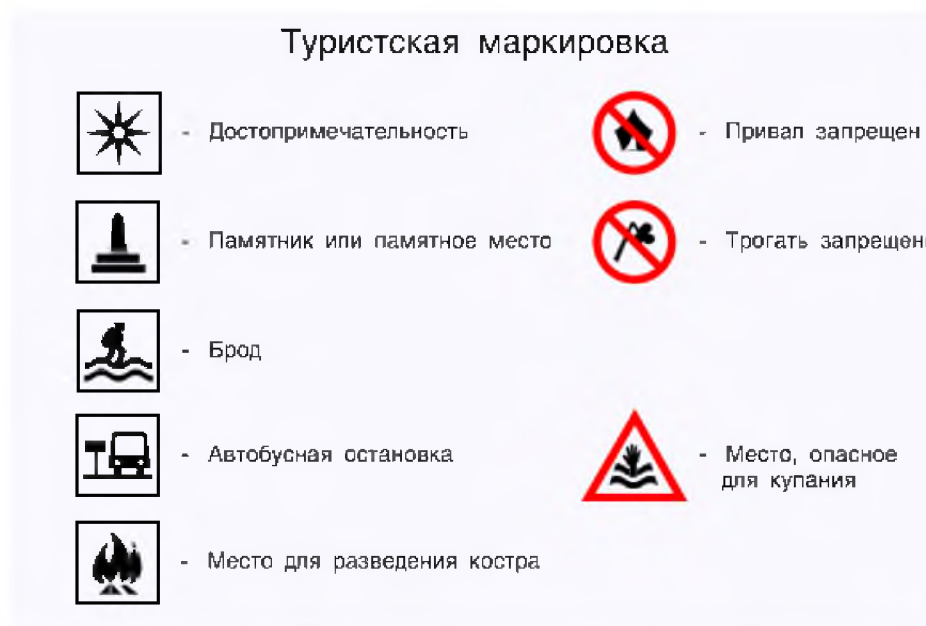 Туристская маркировка
- Достопримечательность
- Памятник или памятное место
- Брод
- Автобусная остановка
- Место для разведения костра
- Привал запрещен
- Трогать запрещен
- Место, опасное
для купания